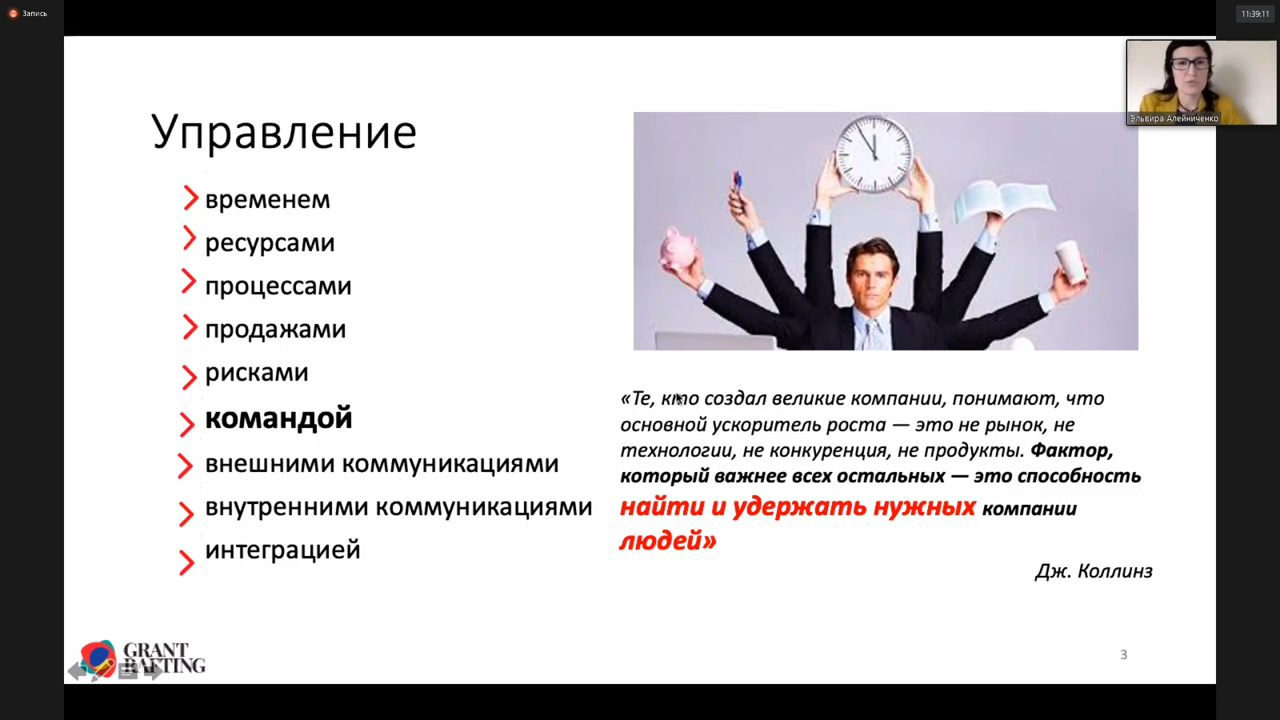 Запись
11:39:11
Эльвира Алейниченко
Управление
временем
ресурсами
процессами
продажами
рисками
командой
внешними коммуникациями
внутренними коммуникациями
интеграцией
«Те, кто создал великие компании, понимают, что
основной ускоритель роста — это не рынок, не
технологии, не конкуренция, не продукты. Фактор,
который важнее всех остальных — это способность
найти и удержать нужных компании
людей»
Дж. Коллинз
GRANT
RAFTING
3